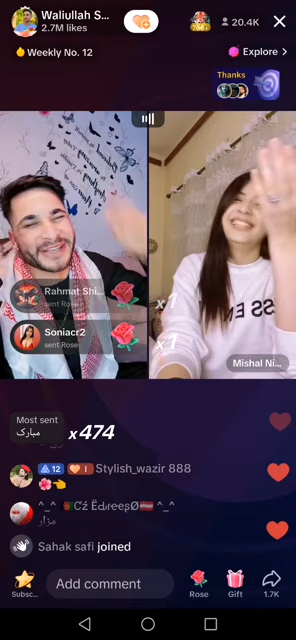 Waliullah S...
2.7M likes
20.4K
Weekly No. 12
Explore >
Thanks
Rahmat Shi...
sent Rose
x1
Soniacr2
sent Rose
x1
Mishal Ni...
Most sent
مبارک
x474
12
I
Stylish_wazir 888
🌸👈
^_^ 🇦🇫
مزار
Sahak safi joined
Subsc...
Add comment
Rose
Gift
1.7K